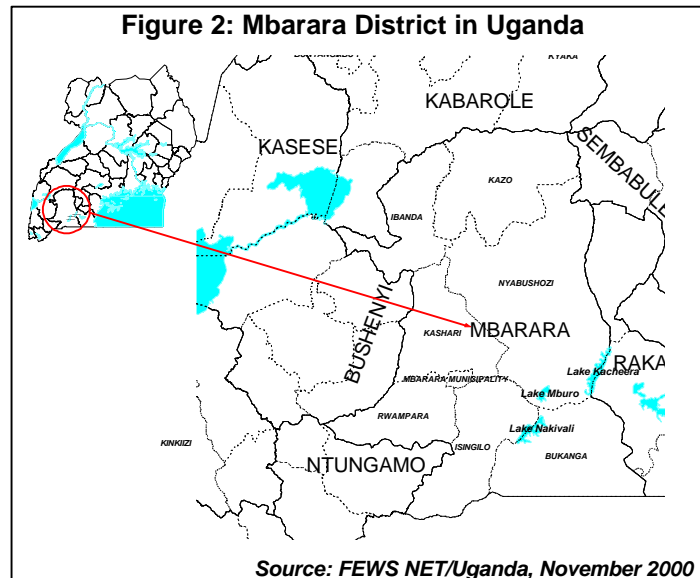 Figure 2: Mbarara District in Uganda
KYAKA
KABAROLE
KASESE
SEMBABULE
KAZO
IBANDA
NYABUSHOZI
BUSHENYI
KASHARI
MBARARA
RAKA
Lake Kacheera
MBARARA MUNICIPALITY
Lake Mburo
RWAMPARA
Lake Nakivali
KINKIIZI
ISINGILO
BUKANGA
NTUNGAMO
Source: FEWS NET/Uganda, November 2000